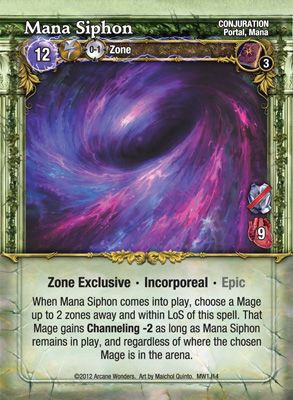 Mana Siphon
CONJURATION
Portal, Mana
12
0-1 Zone
3
9
Zone Exclusive · Incorporeal · Epic
When Mana Siphon comes into play, choose a Mage
up to 2 zones away and within LoS of this spell. That
Mage gains Channeling -2 as long as Mana Siphon
remains in play, and regardless of where the chosen
Mage is in the arena.
©2012 Arcane Wonders. Art by Maichol Quinto. MW1J14